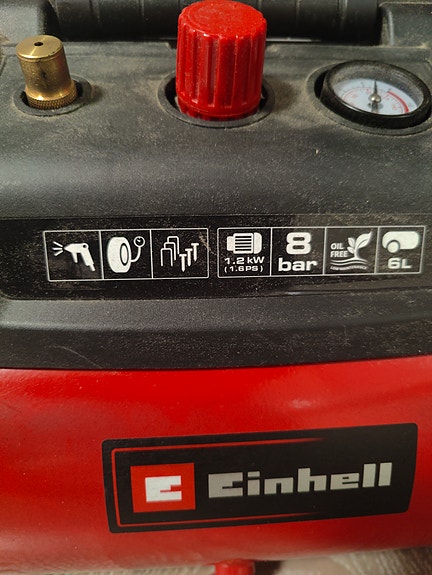 1.2 kW
(1.6PS)
8
bar
OIL
FREE
6L
Einhell